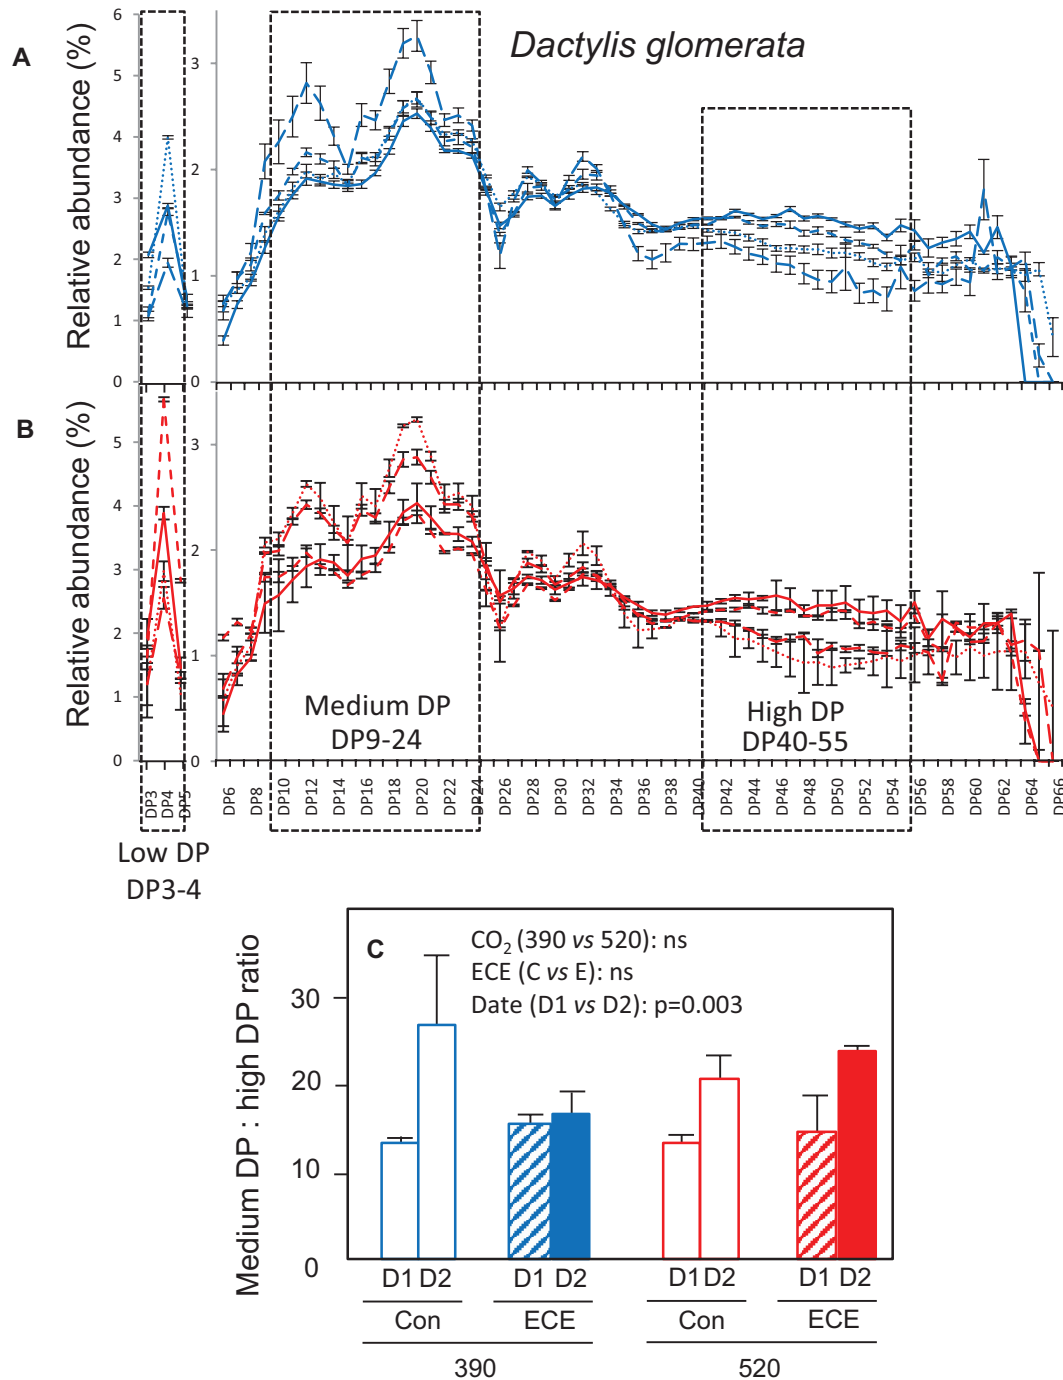 A
Relative abundance (%)
6
5
4
3
2
1
0
3
2
1
0
Dactylis glomerata
B
Relative abundance (%)
5
4
3
2
1
0
3
2
1
0
Medium DP
DP9-24
High DP
DP40-55
DP3 DP4 DP5 DP6 DP8 DP10 DP12 DP14 DP16 DP18 DP20 DP22 DP24 DP26 DP28 DP30 DP32 DP34 DP36 DP38 DP40 DP42 DP44 DP46 DP48 DP50 DP52 DP54 DP56 DP58 DP60 DP62 DP64 DP66
Low DP
DP3-4
C
CO₂ (390 vs 520): ns
ECE (C vs E): ns
Date (D1 vs D2): p=0.003
Medium DP : high DP ratio
30
20
10
0
D1 D2 D1 D2 D1 D2 D1 D2
Con ECE Con ECE
390 520